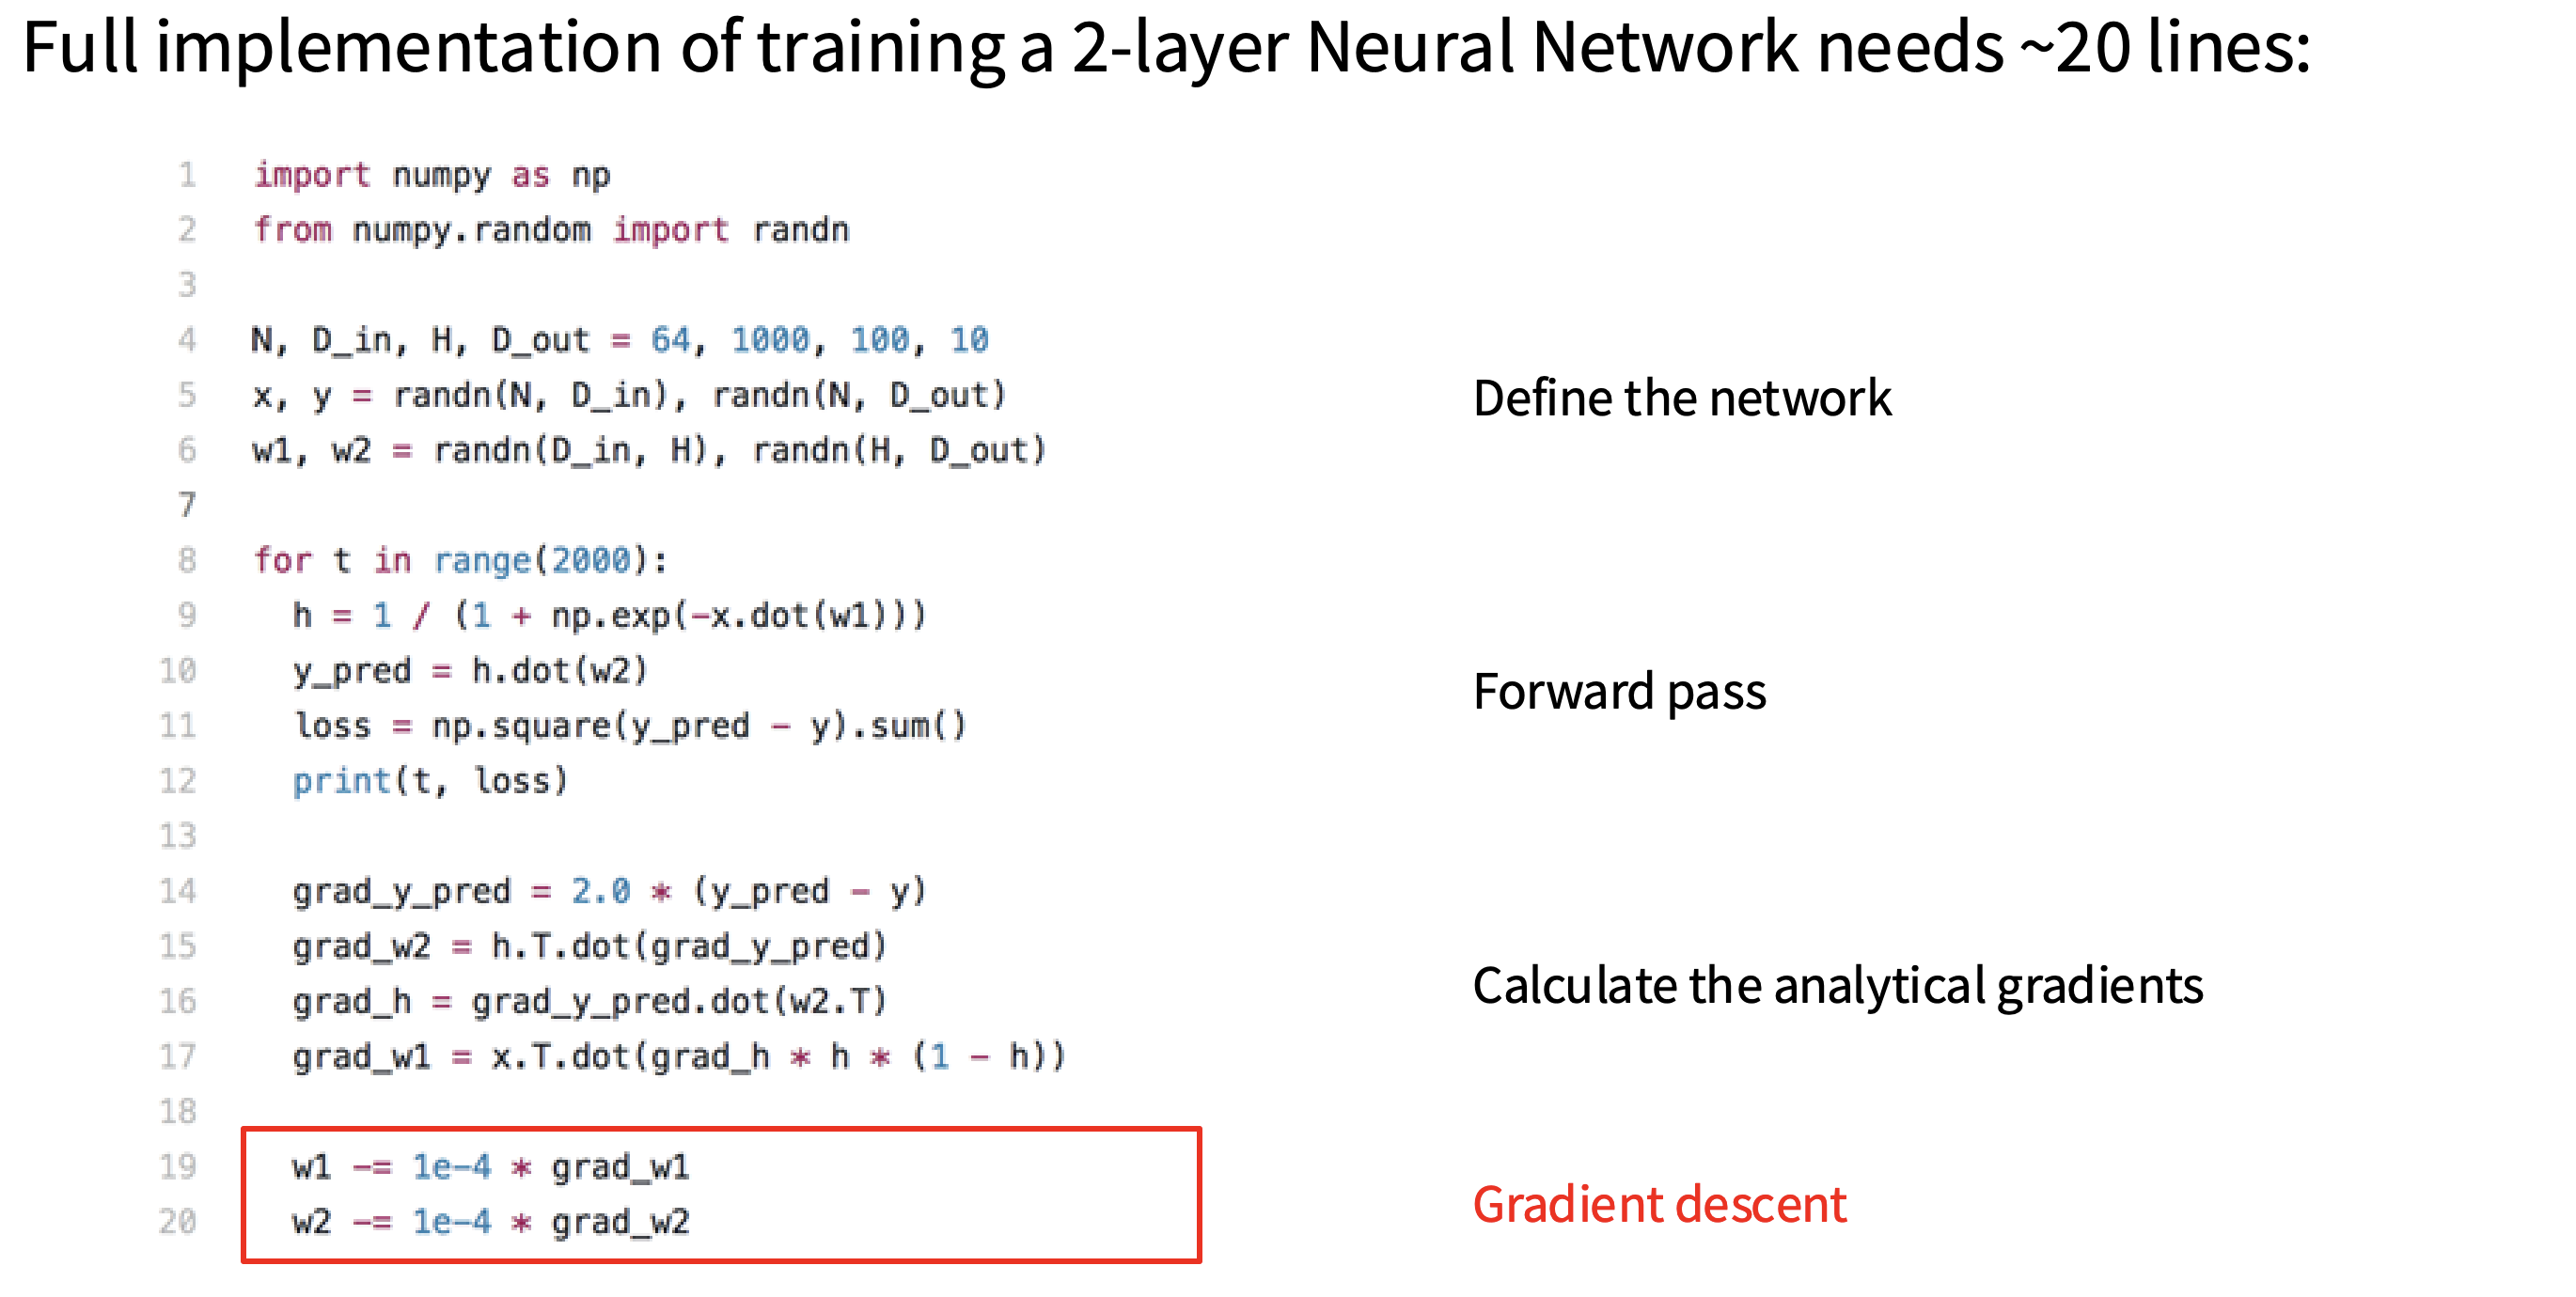 Full implementation of training a 2-layer Neural Network needs ~20 lines:
1 import numpy as np
2 from numpy.random import randn
3
4 N, D_in, H, D_out = 64, 1000, 100, 10
5 x, y = randn(N, D_in), randn(N, D_out)
6 w1, w2 = randn(D_in, H), randn(H, D_out)
7
8 for t in range(2000):
9   h = 1 / (1 + np.exp(-x.dot(w1)))
10   y_pred = h.dot(w2)
11   loss = np.square(y_pred - y).sum()
12   print(t, loss)
13
14   grad_y_pred = 2.0 * (y_pred - y)
15   grad_w2 = h.T.dot(grad_y_pred)
16   grad_h = grad_y_pred.dot(w2.T)
17   grad_w1 = x.T.dot(grad_h * h * (1 - h))
18
19   w1 -= 1e-4 * grad_w1
20   w2 -= 1e-4 * grad_w2
Define the network
Forward pass
Calculate the analytical gradients
Gradient descent